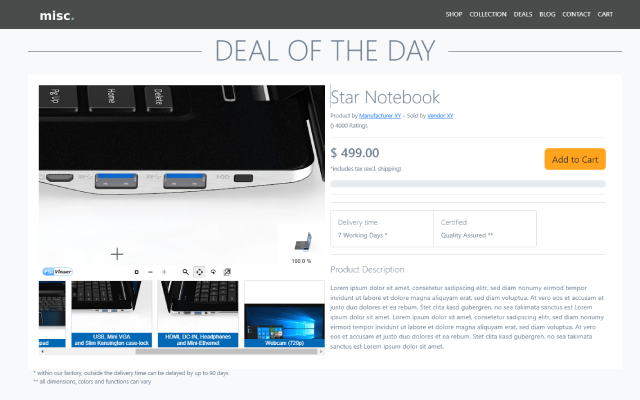 misc.
SHOP COLLECTION DEALS BLOG CONTACT CART
DEAL OF THE DAY
Pg Up
Home
Delete
100.0 %
FSI Viewer
pad
USB, Mini VGA
and Slim Kensington case-lock
HDMI, DC-IN, Headphones
and Mini-Ethernet
Webcam (720p)
Star Notebook
Product by Manufacturer XY - Sold by Vendor XY
() 4000 Ratings
$ 499.00
*includes tax (excl. shipping)
Add to Cart
Delivery time
7 Working Days *
Certified
Quality Assured **
Product Description
Lorem ipsum dolor sit amet, consetetur sadipscing elitr, sed diam nonumy eirmod tempor
invidunt ut labore et dolore magna aliquyam erat, sed diam voluptua. At vero eos et accusam et
justo duo dolores et ea rebum. Stet clita kasd gubergren, no sea takimata sanctus est Lorem
ipsum dolor sit amet. Lorem ipsum dolor sit amet, consetetur sadipscing elitr, sed diam nonumy
eirmod tempor invidunt ut labore et dolore magna aliquyam erat, sed diam voluptua. At vero
eos et accusam et justo duo dolores et ea rebum. Stet clita kasd gubergren, no sea takimata
sanctus est Lorem ipsum dolor sit amet.
* within our factory, outside the delivery time can be delayed by up to 90 days
** all dimensions, colors and functions can vary